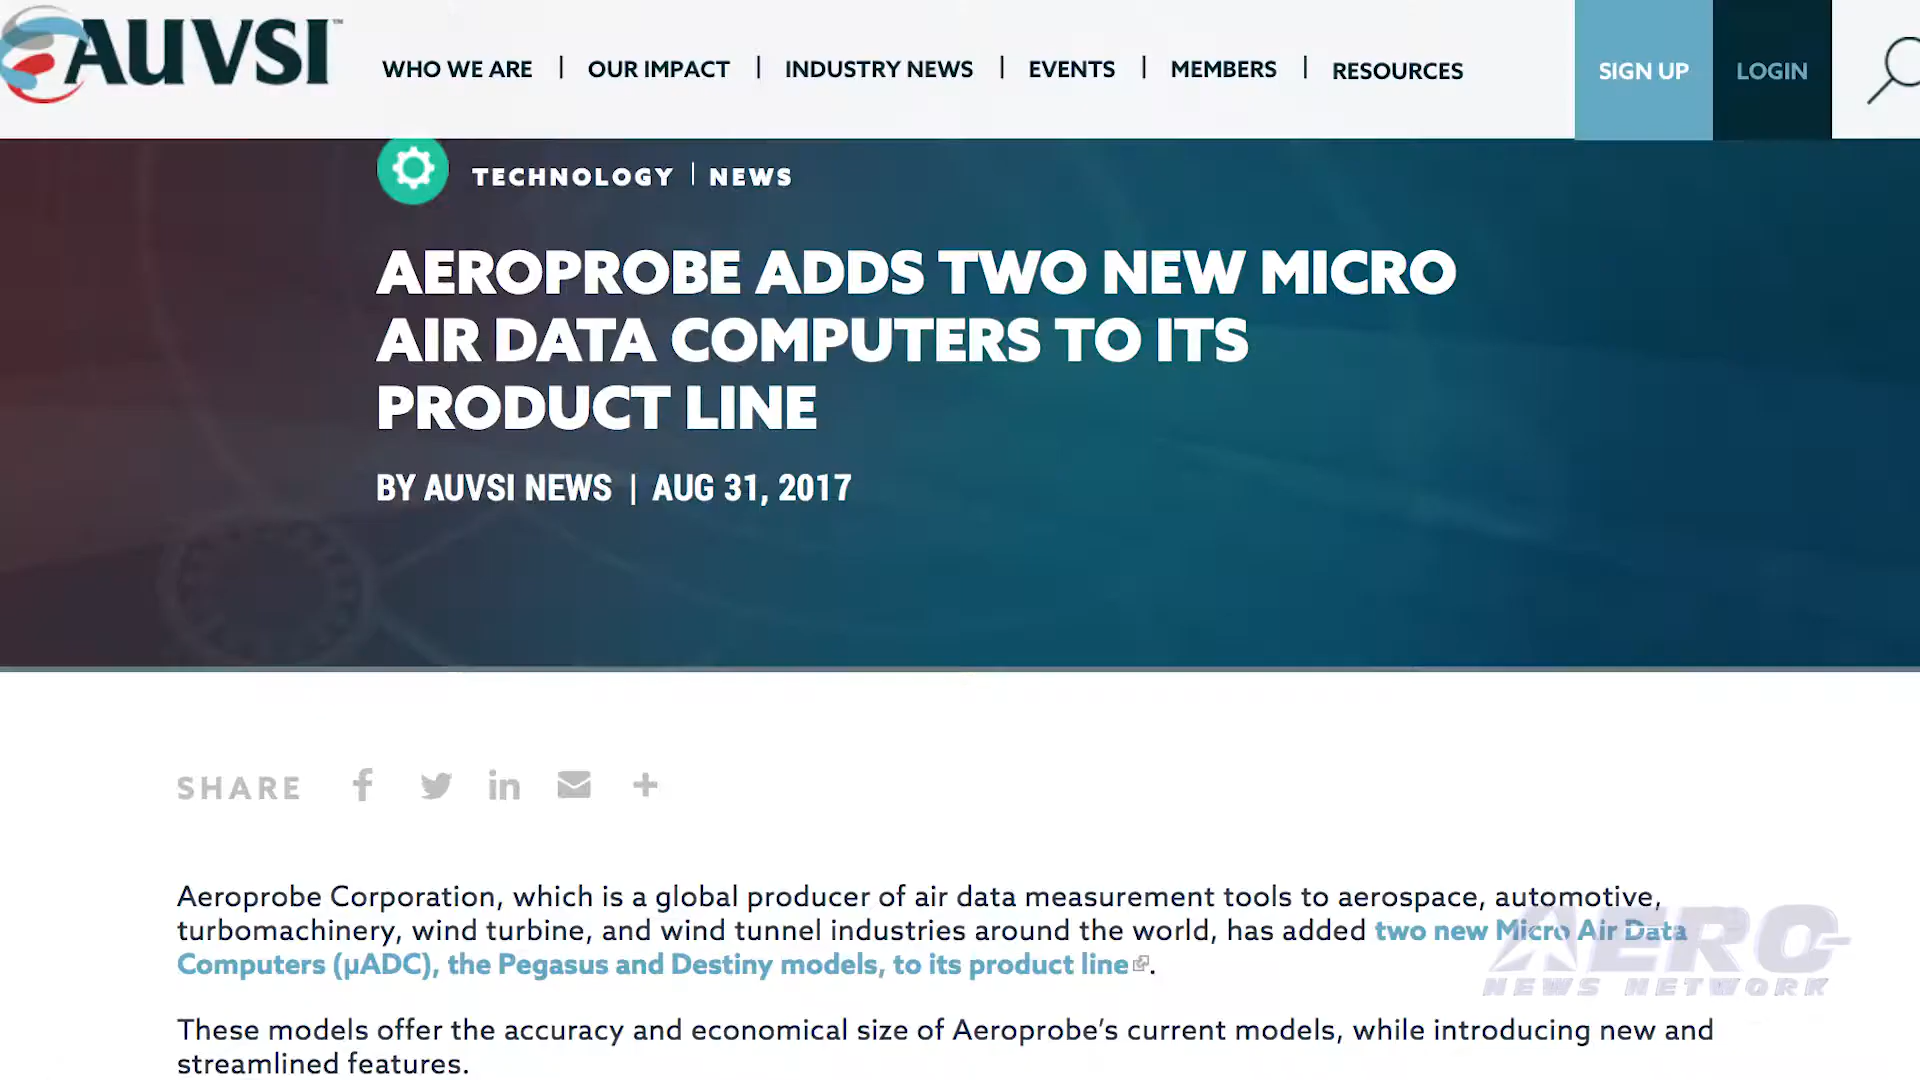 AUVSI™
WHO WE ARE | OUR IMPACT | INDUSTRY NEWS | EVENTS | MEMBERS | RESOURCES
SIGN UP
LOGIN
TECHNOLOGY | NEWS
AEROPROBE ADDS TWO NEW MICRO
AIR DATA COMPUTERS TO ITS
PRODUCT LINE
BY AUVSI NEWS | AUG 31, 2017
SHARE
Aeroprobe Corporation, which is a global producer of air data measurement tools to aerospace, automotive,
turbomachinery, wind turbine, and wind tunnel industries around the world, has added two new Micro Air Data
Computers (µADC), the Pegasus and Destiny models, to its product line.
These models offer the accuracy and economical size of Aeroprobe’s current models, while introducing new and
streamlined features.
AERO
NEWS NETWORK